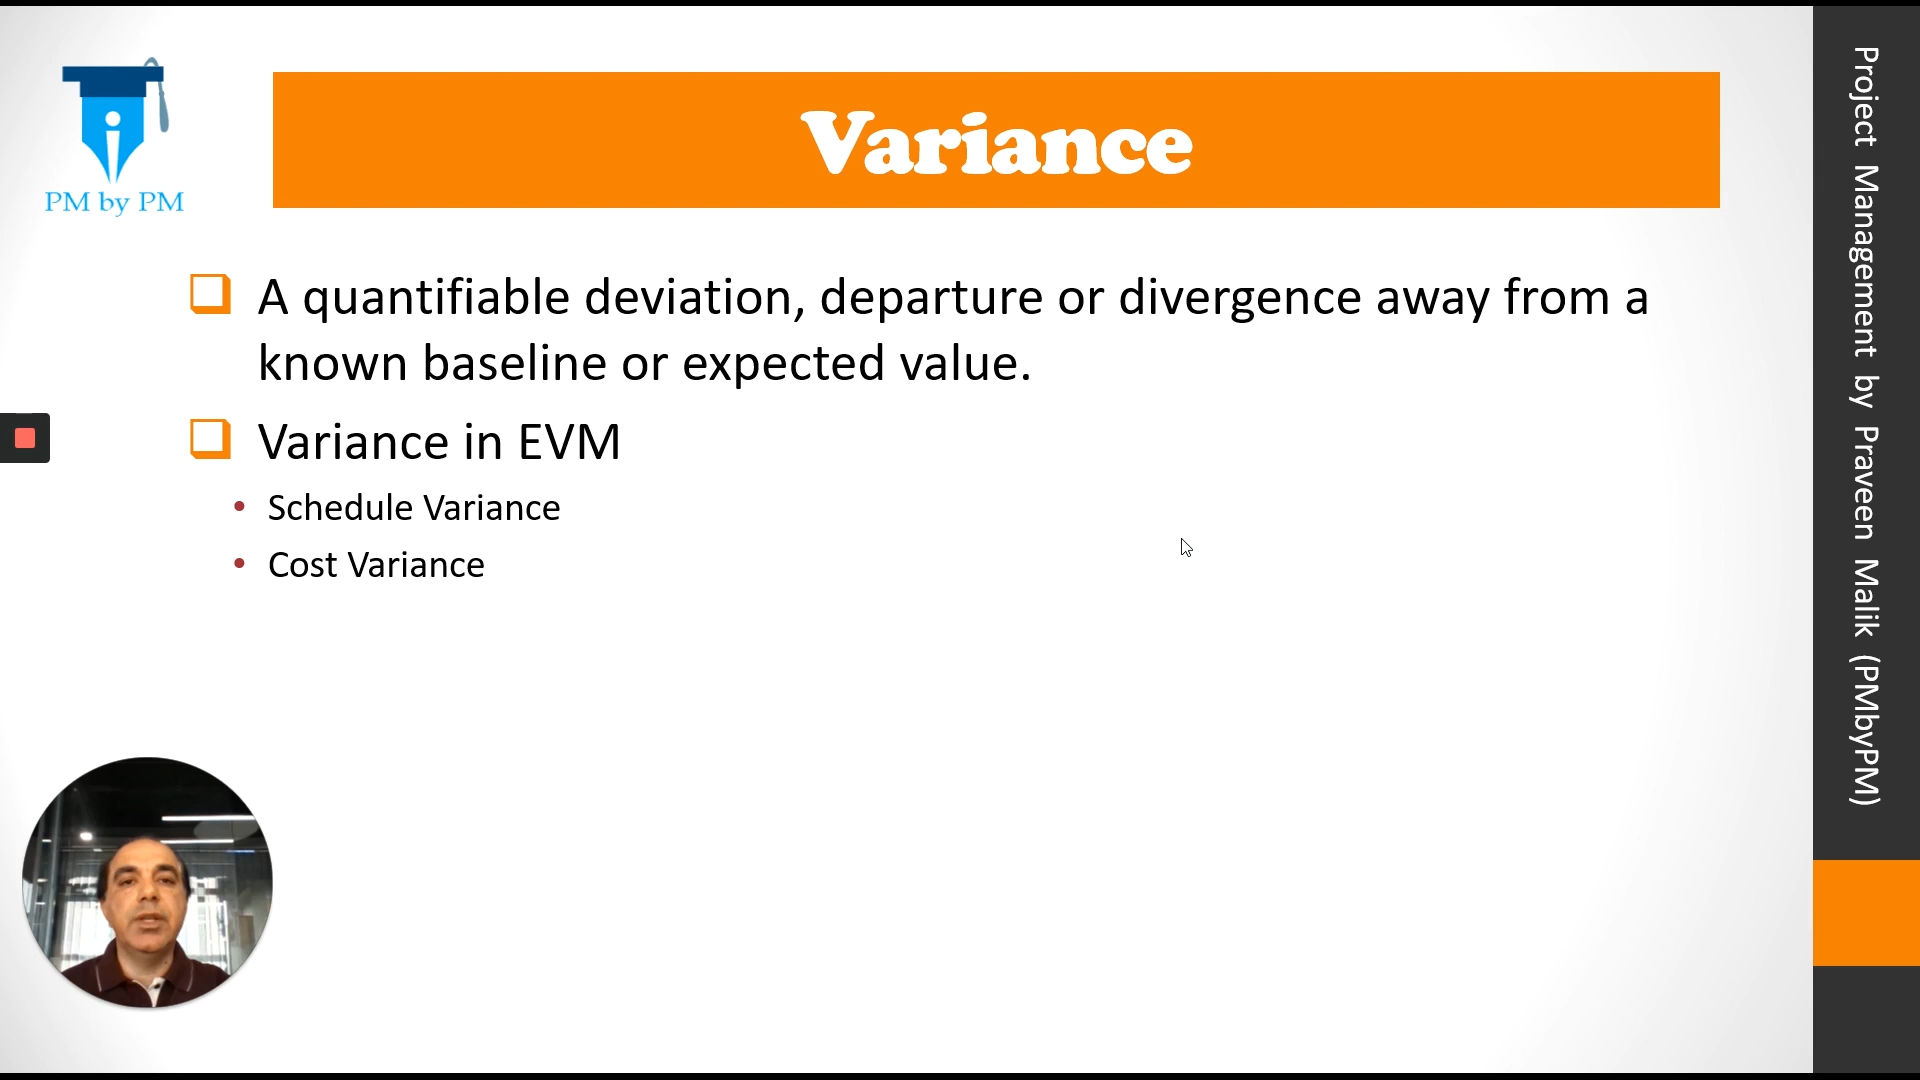 PM by PM
Variance
A quantifiable deviation, departure or divergence away from a
known baseline or expected value.
Variance in EVM
Schedule Variance
Cost Variance
Project Management by Praveen Malik (PMbyPM)